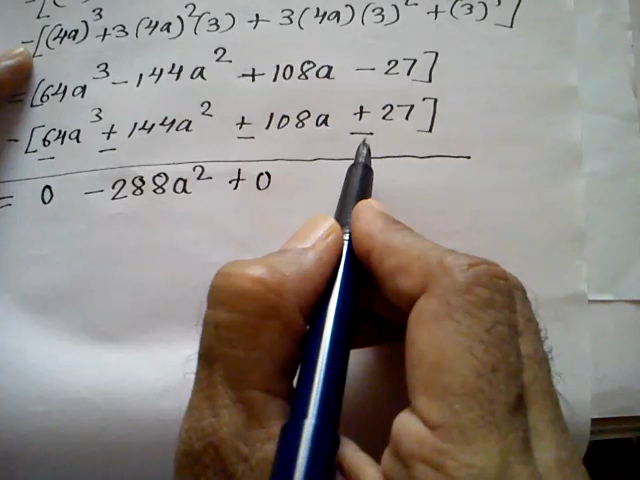 -[(4a)³+3(4a)²(3) + 3(4a)(3)² +(3)³]
=[64a³-144a² +108a -27]
-[64a³+144a² + 108a +27]
= 0 -288a² +0